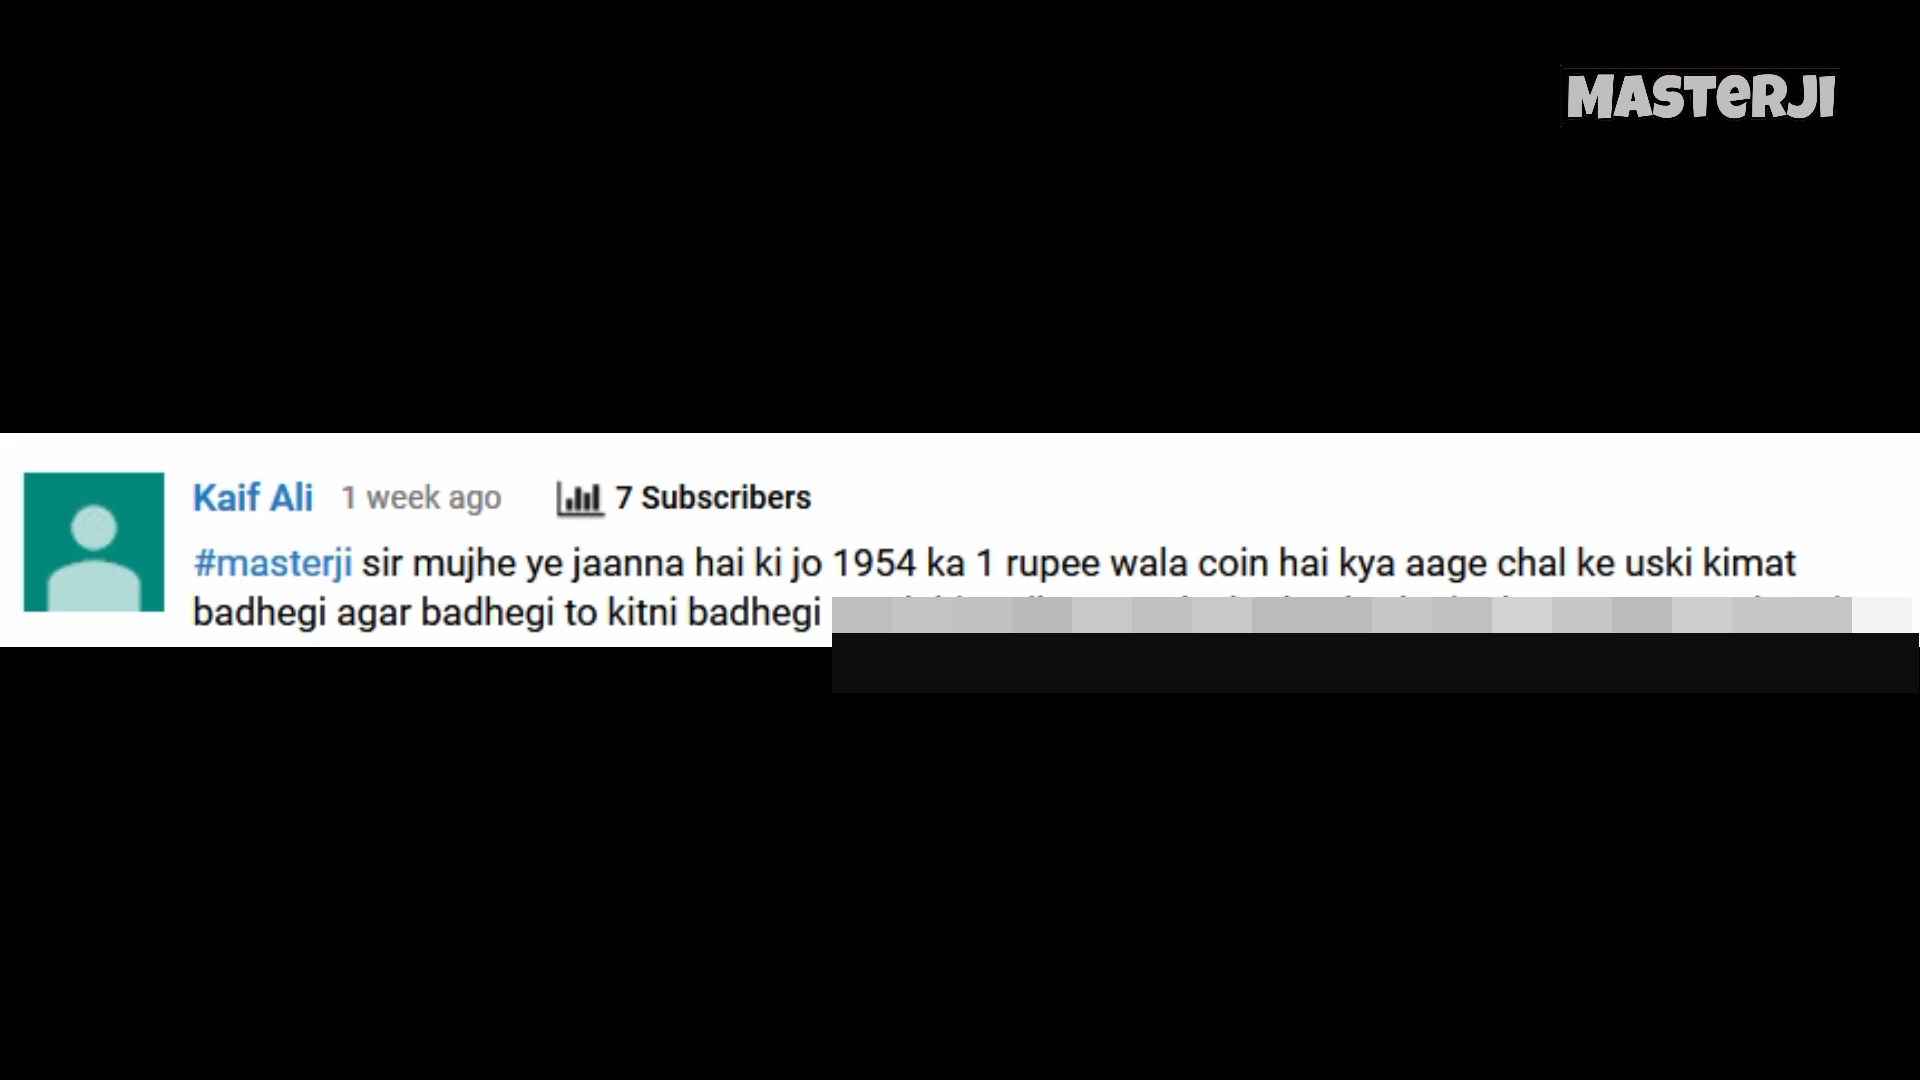 MASTERJI
Kaif Ali 1 week ago 7 Subscribers
#masterji sir mujhe ye jaanna hai ki jo 1954 ka 1 rupee wala coin hai kya aage chal ke uski kimat
badhegi agar badhegi to kitni badhegi